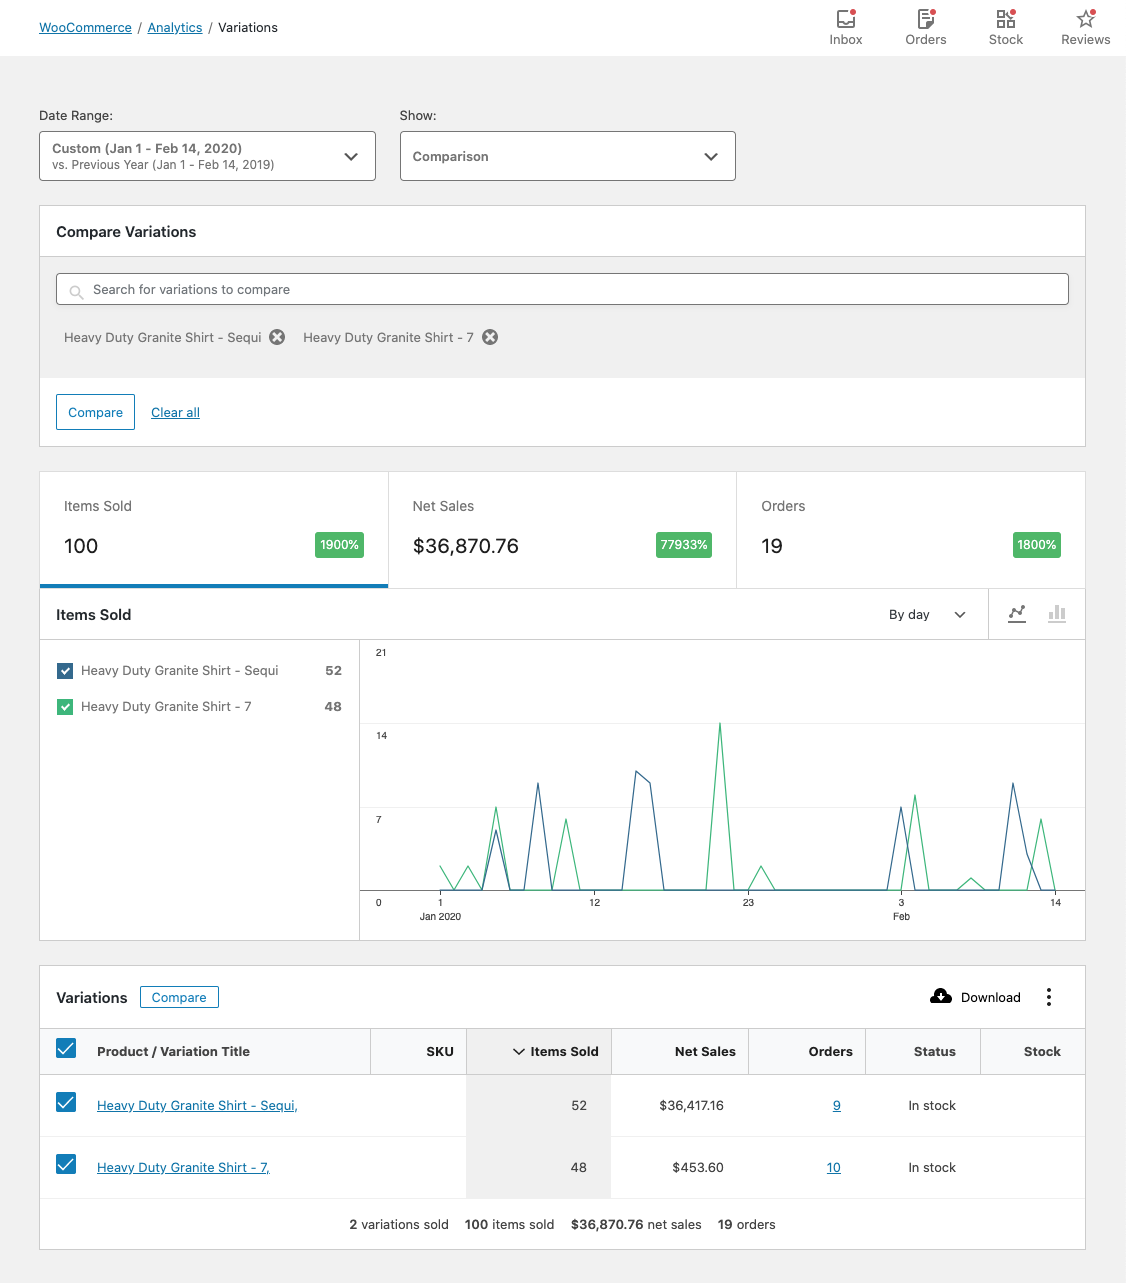 WooCommerce / Analytics / Variations
Inbox
Orders
Stock
Reviews
Date Range:
Custom (Jan 1 - Feb 14, 2020)
vs. Previous Year (Jan 1 - Feb 14, 2019)
Show:
Comparison
Compare Variations
Search for variations to compare
Heavy Duty Granite Shirt - Sequi
Heavy Duty Granite Shirt - 7
Compare
Clear all
Items Sold
100
1900%
Net Sales
$36,870.76
77933%
Orders
19
1800%
Items Sold
By day
Heavy Duty Granite Shirt - Sequi 52
Heavy Duty Granite Shirt - 7 48
21
14
7
0 1 12 23 3 14
Jan 2020 Feb
Variations
Compare
Download
Product / Variation Title SKU Items Sold Net Sales Orders Status Stock
Heavy Duty Granite Shirt - Sequi, 52 $36,417.16 9 In stock
Heavy Duty Granite Shirt - 7, 48 $453.60 10 In stock
2 variations sold 100 items sold $36,870.76 net sales 19 orders